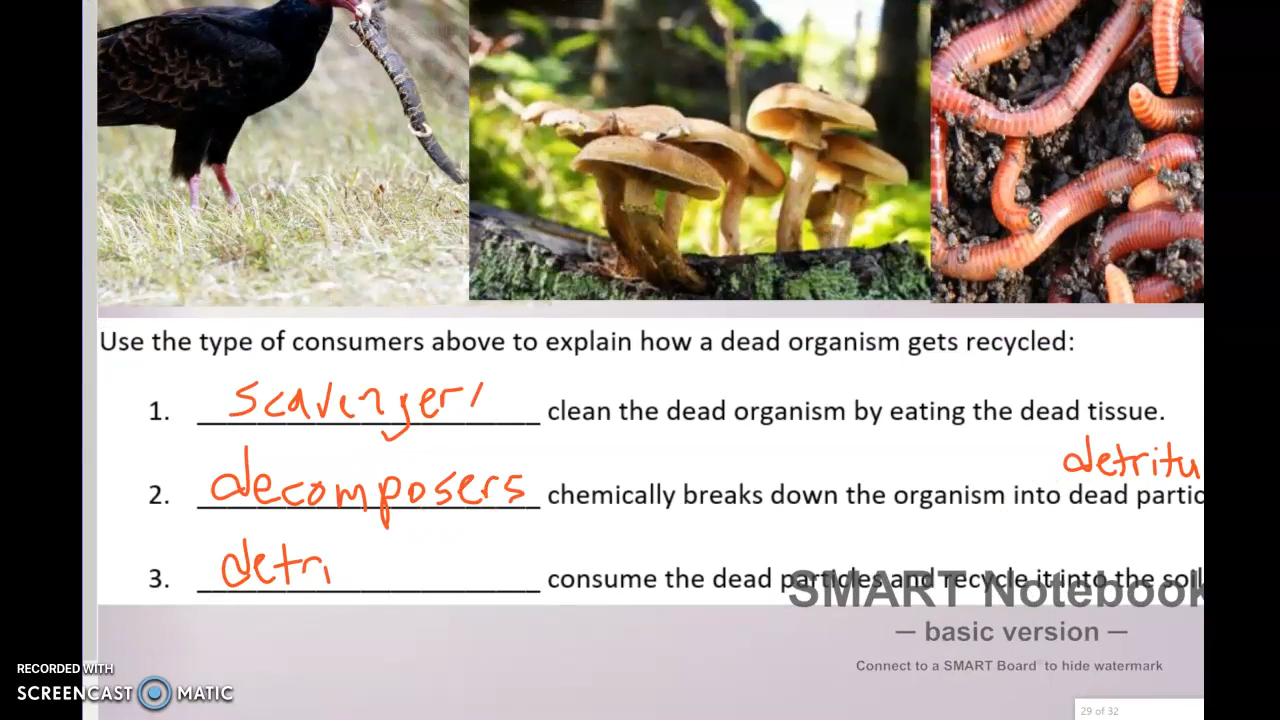 Use the type of consumers above to explain how a dead organism gets recycled:
1. scavengers clean the dead organism by eating the dead tissue.
detritu
2. decomposers chemically breaks down the organism into dead partic
3. detri consume the dead particles and recycle it into the soil
SMART Notebook
— basic version —
Connect to a SMART Board to hide watermark
RECORDED WITH
SCREENCAST MATIC
29 of 32